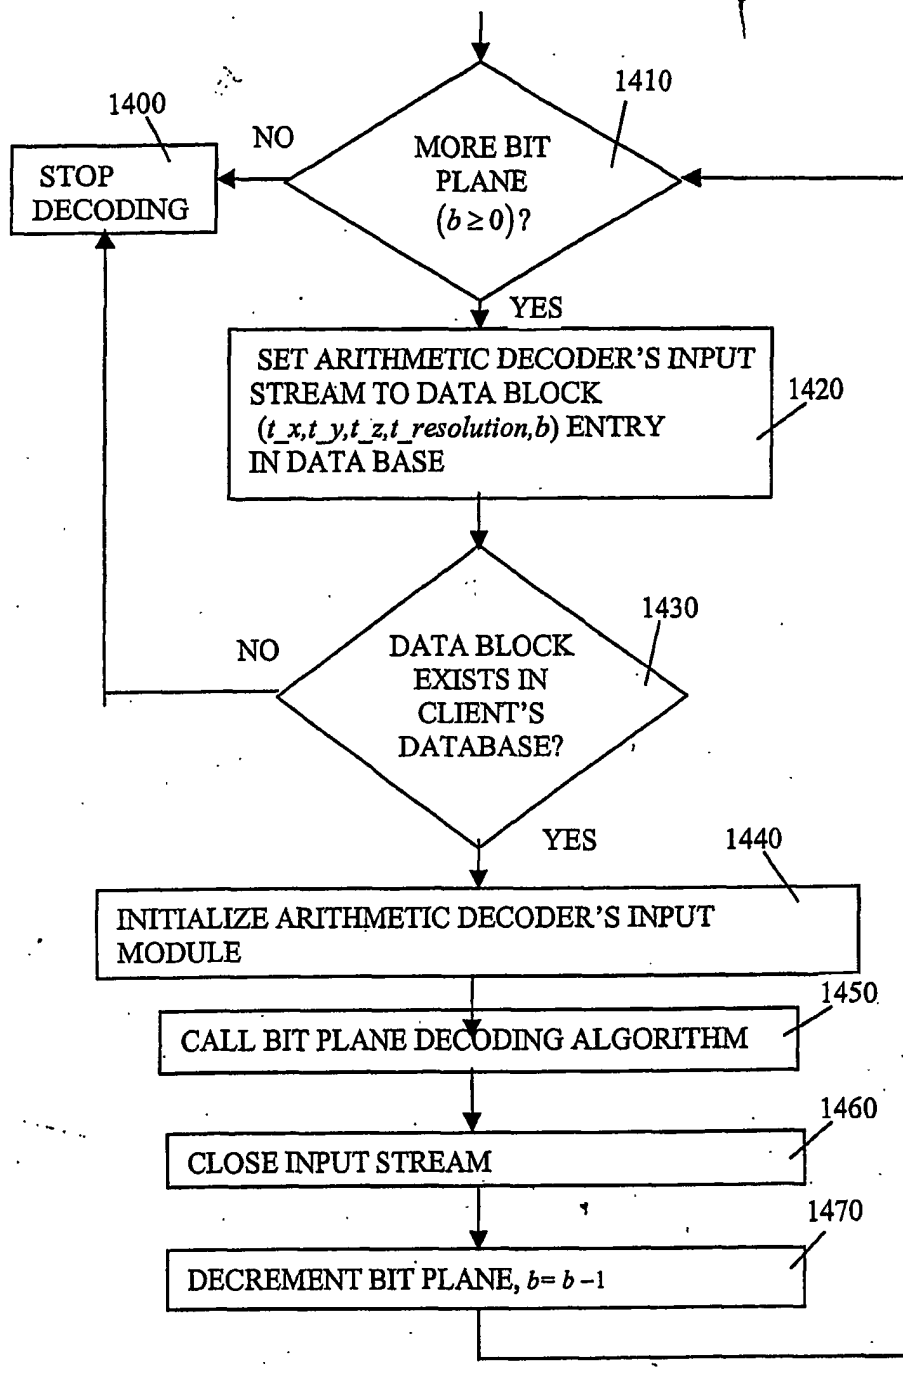 1410
1400
NO
MORE BIT
PLANE
(b ≥ 0)?
STOP
DECODING
YES
SET ARITHMETIC DECODER'S INPUT
STREAM TO DATA BLOCK
(t_x,t_y,t_z,t_resolution,b) ENTRY
IN DATA BASE
1420
1430
NO
DATA BLOCK
EXISTS IN
CLIENT'S
DATABASE?
YES
1440
INITIALIZE ARITHMETIC DECODER'S INPUT
MODULE
1450
CALL BIT PLANE DECODING ALGORITHM
1460
CLOSE INPUT STREAM
1470
DECREMENT BIT PLANE, b= b -1